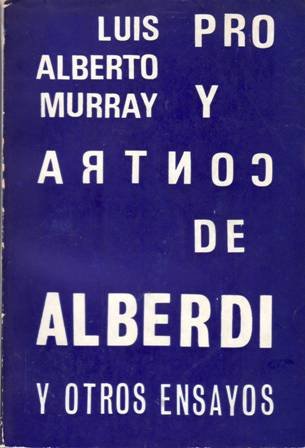 LUIS
ALBERTO
MURRAY
PRO
Y
CONTRA
DE
ALBERDI
Y OTROS ENSAYOS